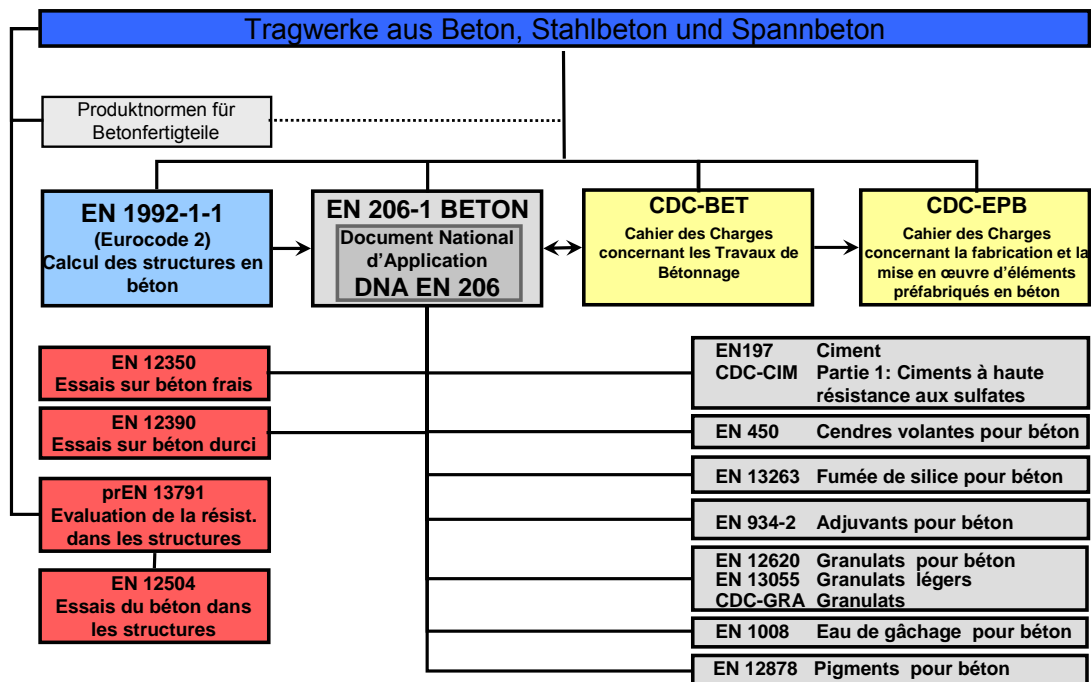 Tragwerke aus Beton, Stahlbeton und Spannbeton
Produktnormen für
Betonfertigteile
EN 1992-1-1
(Eurocode 2)
Calcul des structures en
béton
EN 206-1 BETON
Document National
d’Application
DNA EN 206
CDC-BET
Cahier des Charges
concernant les Travaux de
Bétonnage
CDC-EPB
Cahier des Charges
concernant la fabrication et la
mise en œuvre d’éléments
préfabriqués en béton
EN 12350
Essais sur béton frais
EN 12390
Essais sur béton durci
prEN 13791
Evaluation de la résist.
dans les structures
EN 12504
Essais du béton dans
les structures
EN197 Ciment
CDC-CIM Partie 1: Ciments à haute
résistance aux sulfates
EN 450 Cendres volantes pour béton
EN 13263 Fumée de silice pour béton
EN 934-2 Adjuvants pour béton
EN 12620 Granulats pour béton
EN 13055 Granulats légers
CDC-GRA Granulats
EN 1008 Eau de gâchage pour béton
EN 12878 Pigments pour béton